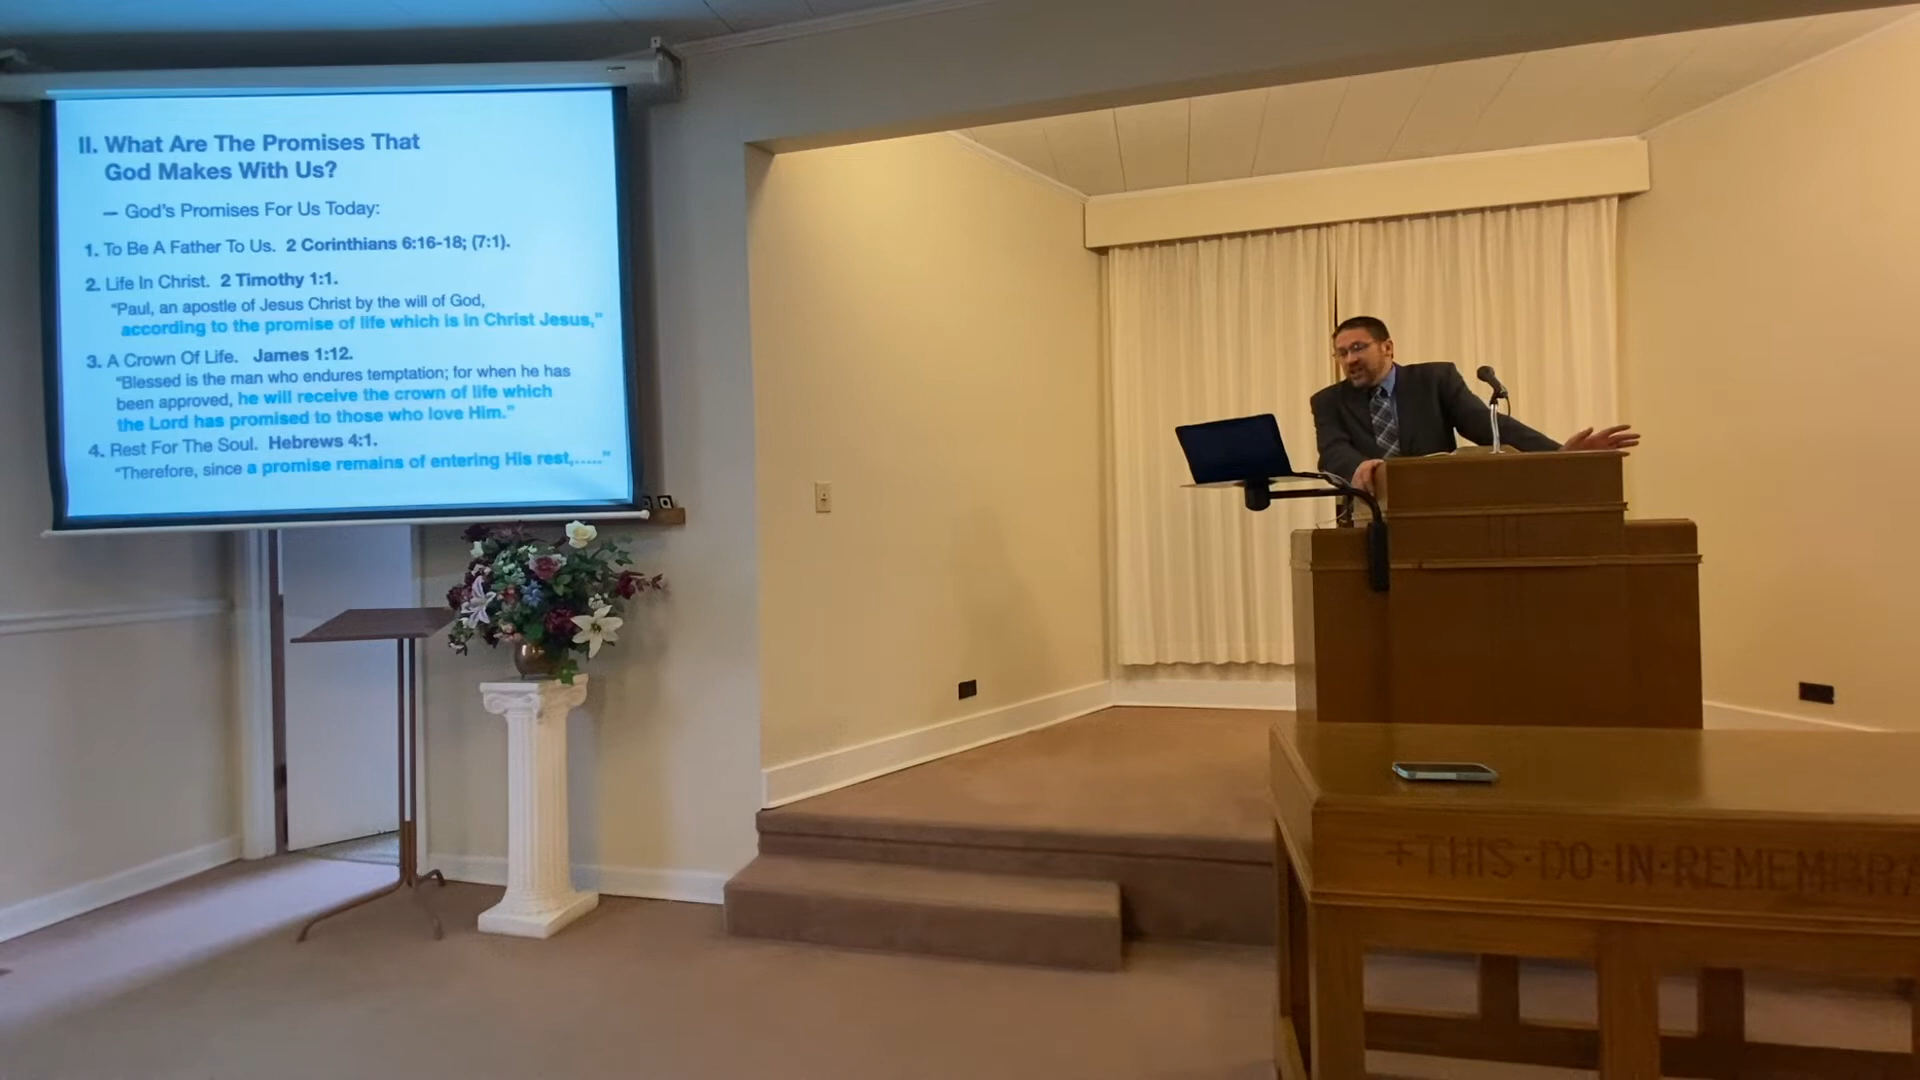 II. What Are The Promises That
God Makes With Us?
— God's Promises For Us Today:
1. To Be A Father To Us. 2 Corinthians 6:16-18; (7:1).
2. Life In Christ. 2 Timothy 1:1.
"Paul, an apostle of Jesus Christ by the will of God,
according to the promise of life which is in Christ Jesus,"
3. A Crown Of Life. James 1:12.
"Blessed is the man who endures temptation; for when he has
been approved, he will receive the crown of life which
the Lord has promised to those who love Him."
4. Rest For The Soul. Hebrews 4:1.
"Therefore, since a promise remains of entering His rest,....."
+THIS·DO·IN·REMEMBRA